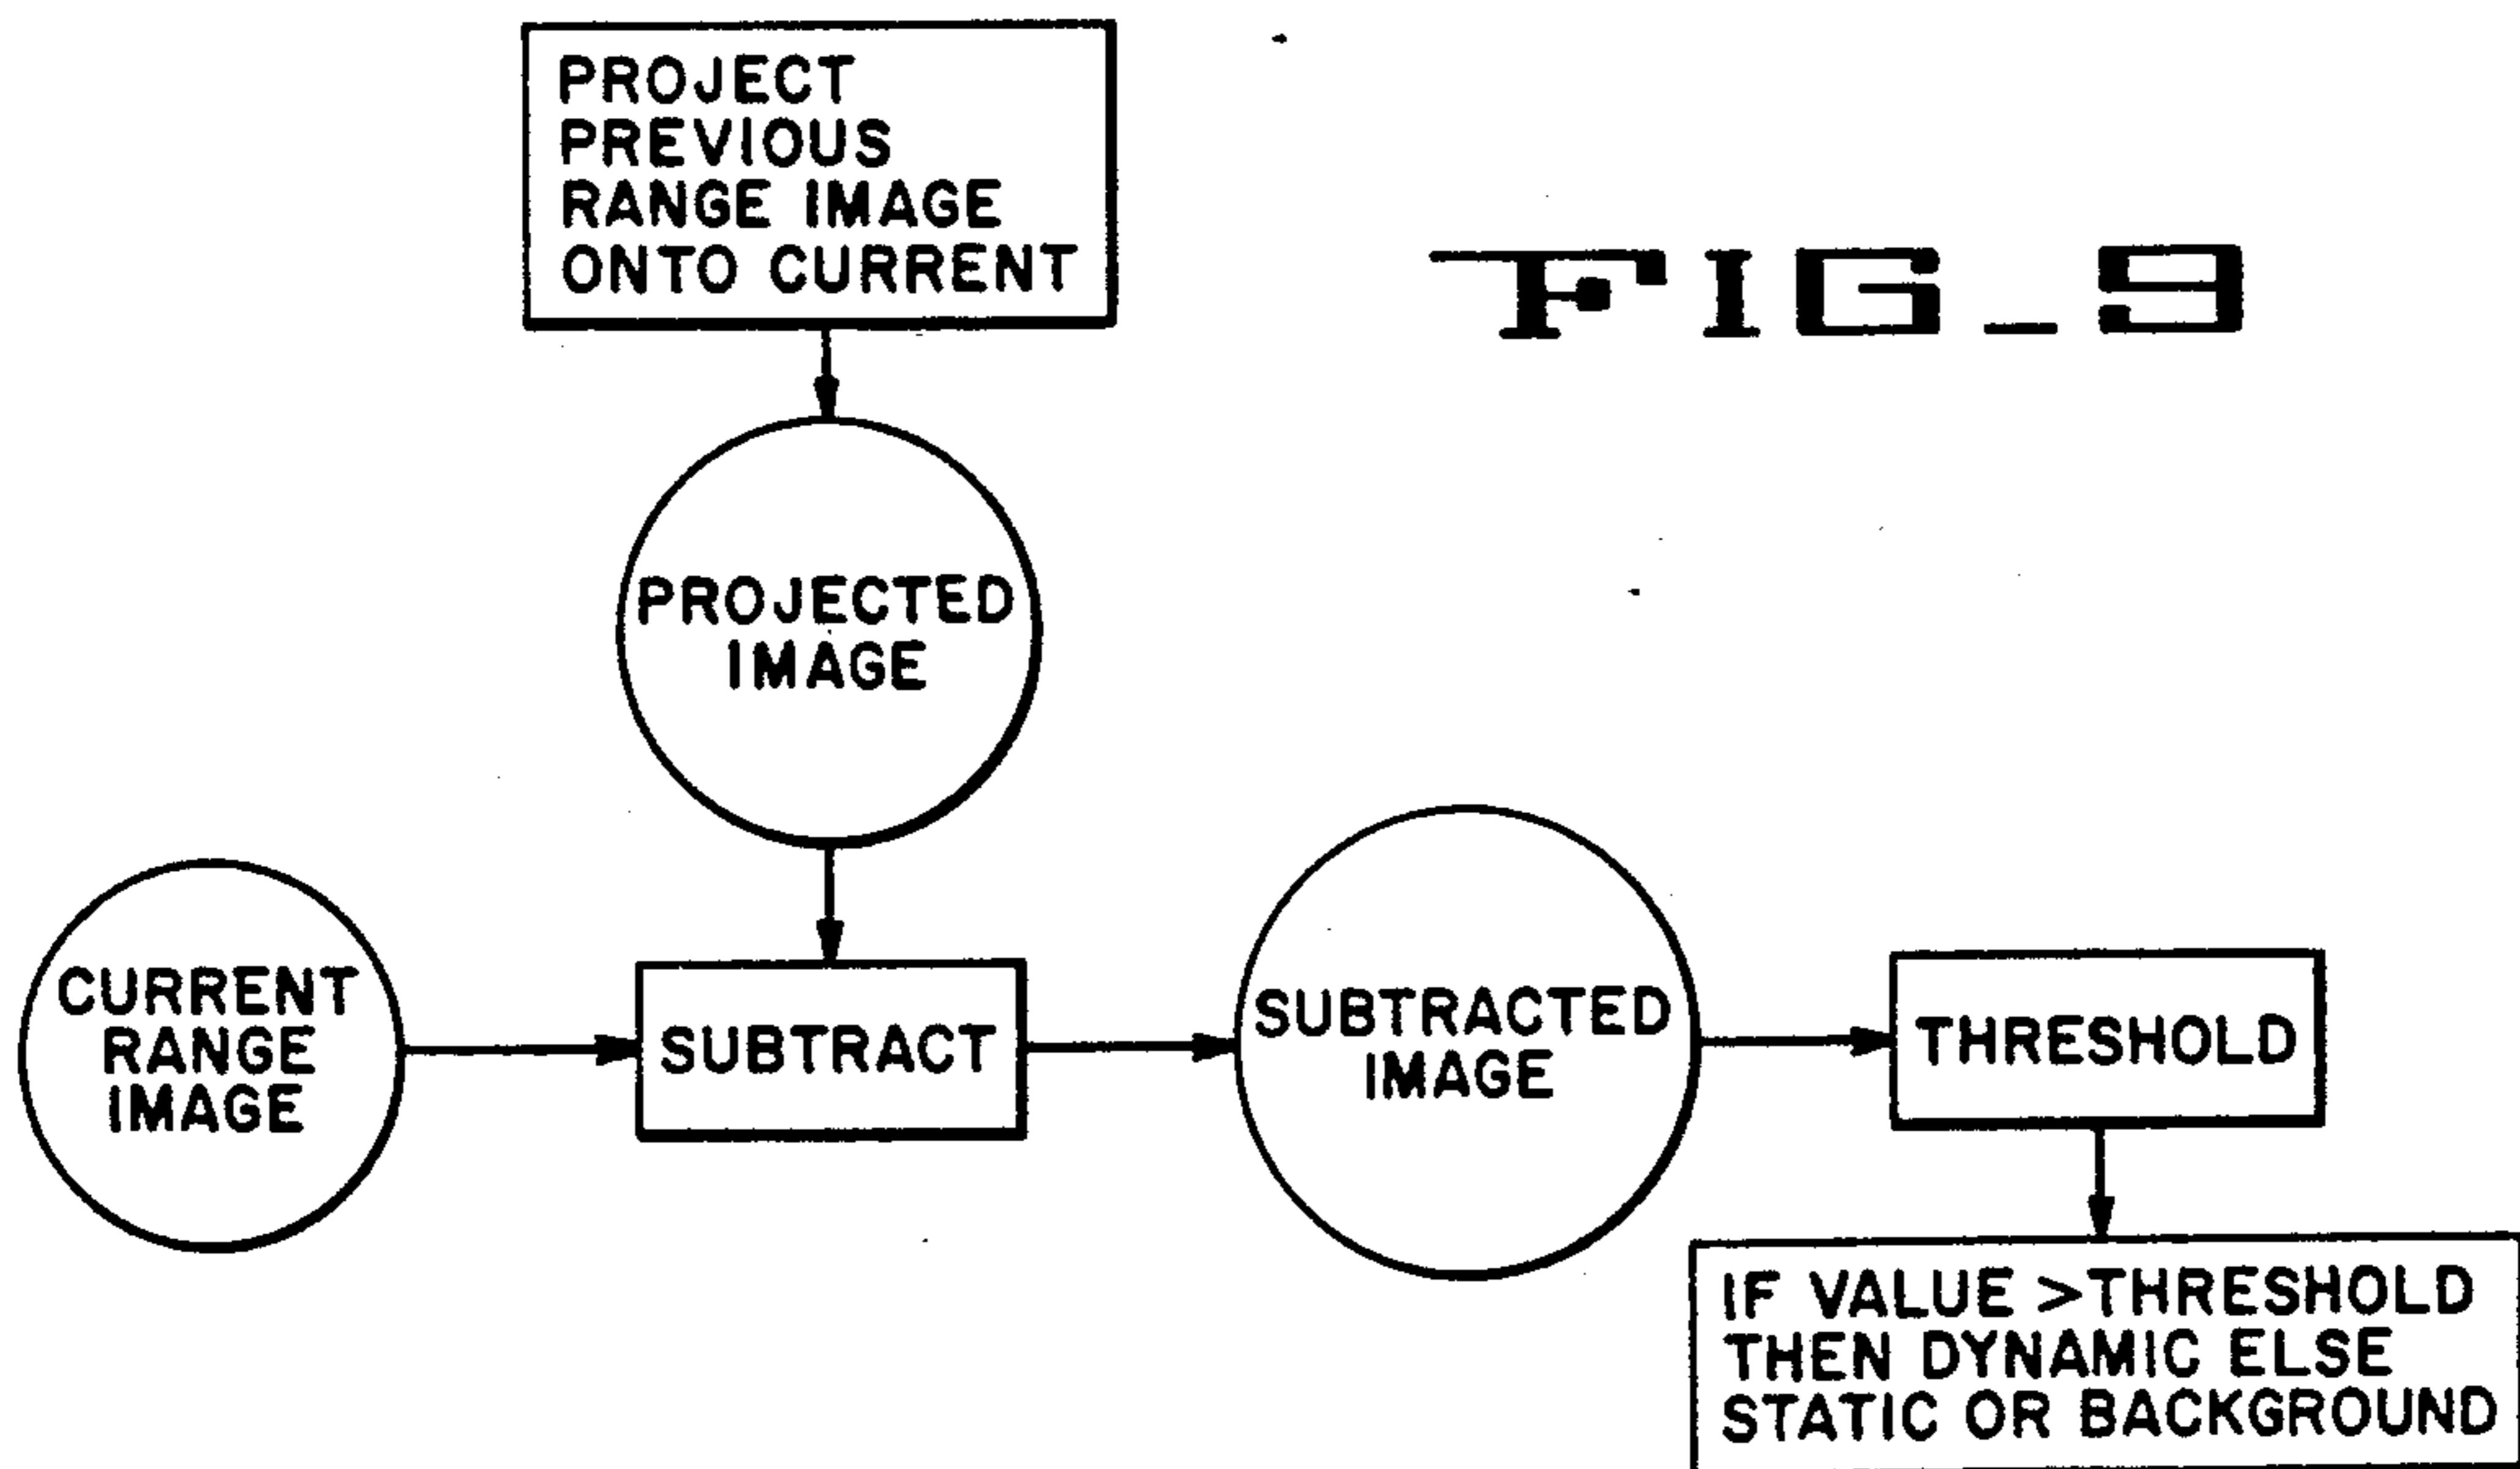 PROJECT
PREVIOUS
RANGE IMAGE
ONTO CURRENT
FIG_9
PROJECTED
IMAGE
CURRENT
RANGE
IMAGE
SUBTRACT
SUBTRACTED
IMAGE
THRESHOLD
IF VALUE >THRESHOLD
THEN DYNAMIC ELSE
STATIC OR BACKGROUND